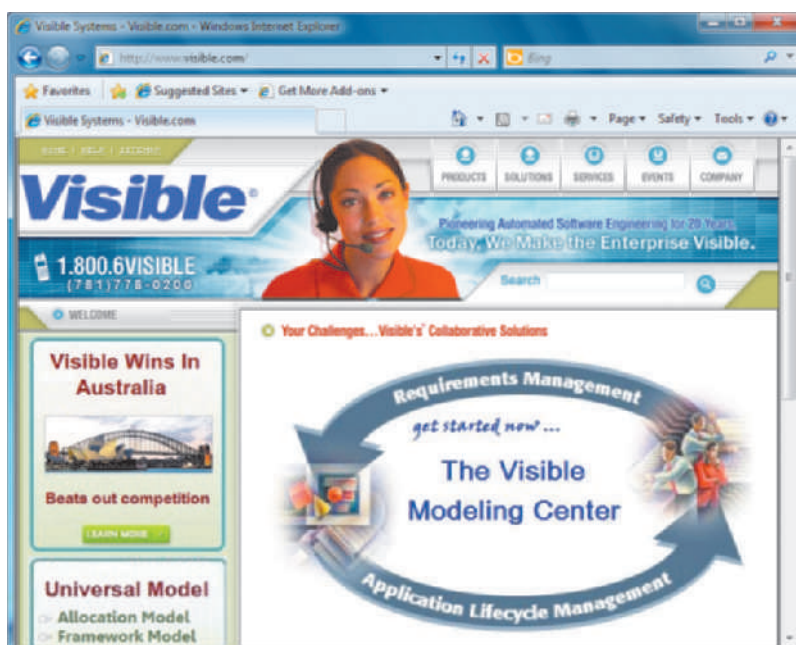 Visible Systems - Visible.com - Windows Internet Explorer
http://www.visible.com/
Bing
Favorites Suggested Sites Get More Add-ons
Visible Systems - Visible.com
Page Safety Tools
HOME | HELP | SITEMAP
PRODUCTS SOLUTIONS SERVICES EVENTS COMPANY
Visible®
Pioneering Automated Software Engineering for 20 Years.
Today, We Make the Enterprise Visible.
1.800.6VISIBLE
(781)778-0200
Search
WELCOME
Your Challenges...Visible's Collaborative Solutions
Visible Wins In
Australia
Beats out competition
LEARN MORE
Universal Model
Allocation Model
Framework Model
Requirements Management
get started now...
The Visible
Modeling Center
Application Lifecycle Management